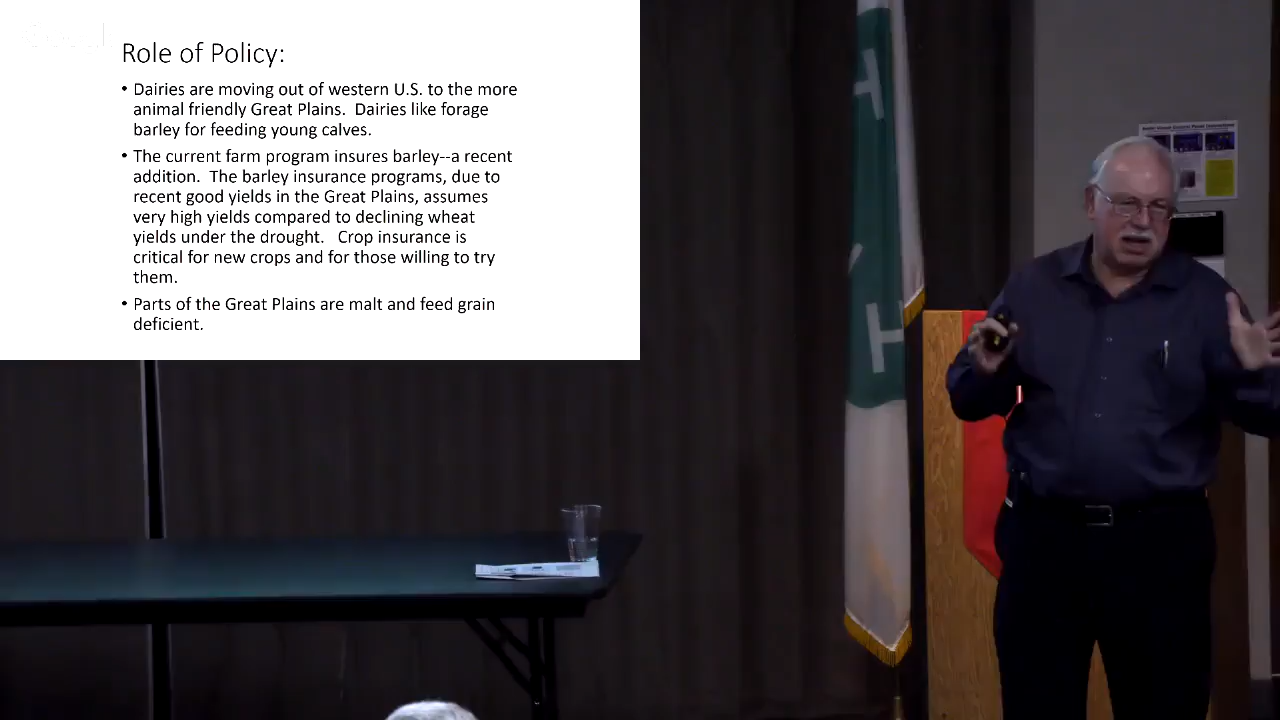 Role of Policy:
• Dairies are moving out of western U.S. to the more
animal friendly Great Plains.  Dairies like forage
barley for feeding young calves.
• The current farm program insures barley--a recent
addition.  The barley insurance programs, due to
recent good yields in the Great Plains, assumes
very high yields compared to declining wheat
yields under the drought.   Crop insurance is
critical for new crops and for those willing to try
them.
• Parts of the Great Plains are malt and feed grain
deficient.
H
H